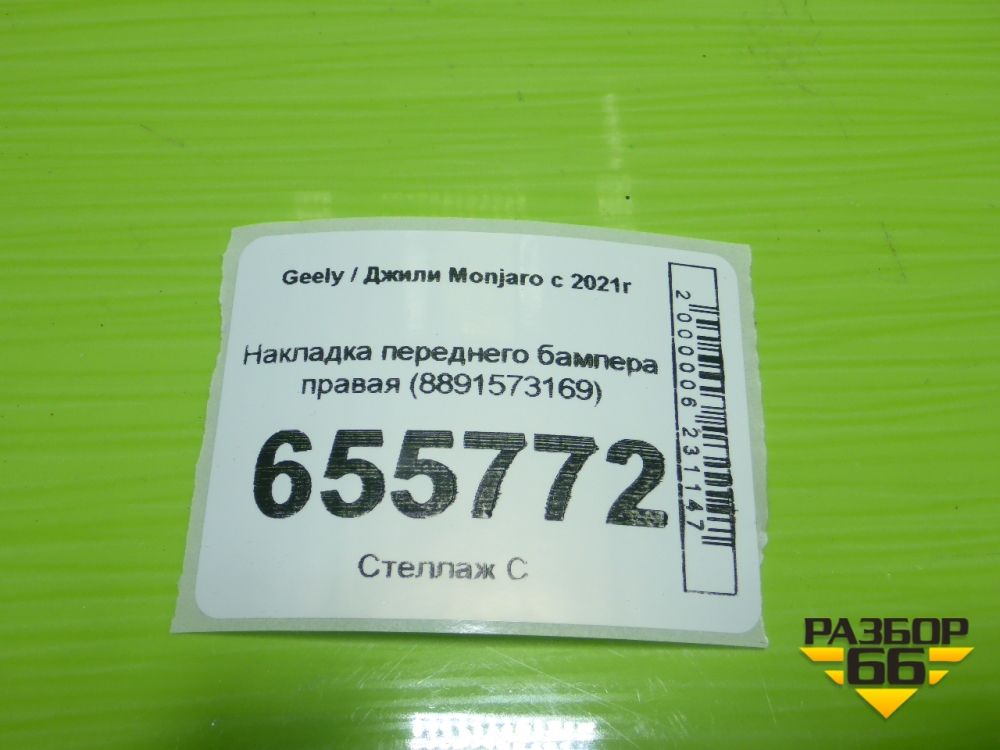 Geely / Джили Monjaro с 2021г
Накладка переднего бампера
правая (8891573169)
655772
Стеллаж С
2000006231147
РАЗБОР
66